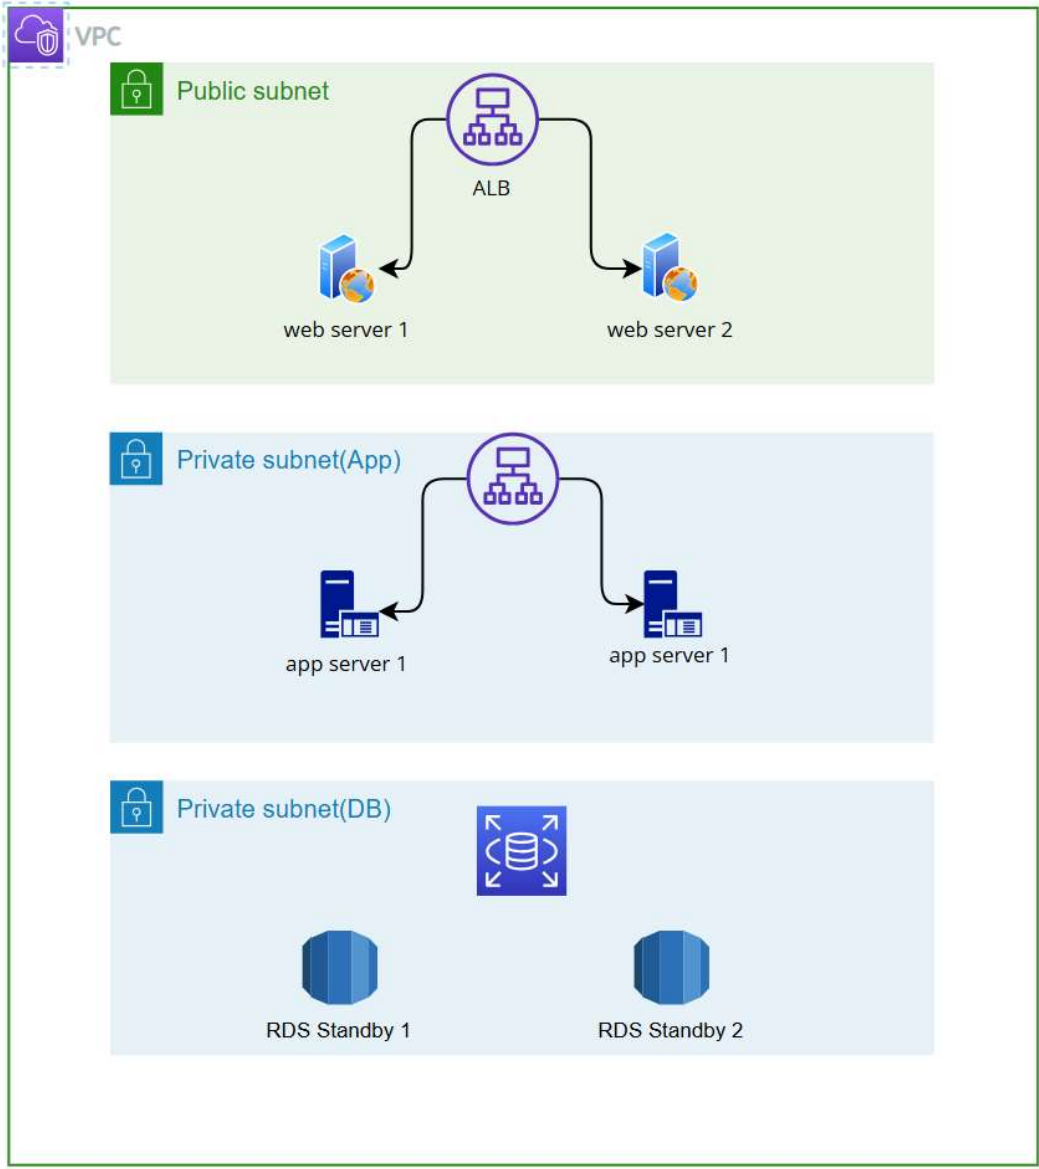 VPC
Public subnet
ALB
web server 1
web server 2
Private subnet(App)
app server 1
app server 1
Private subnet(DB)
RDS Standby 1
RDS Standby 2